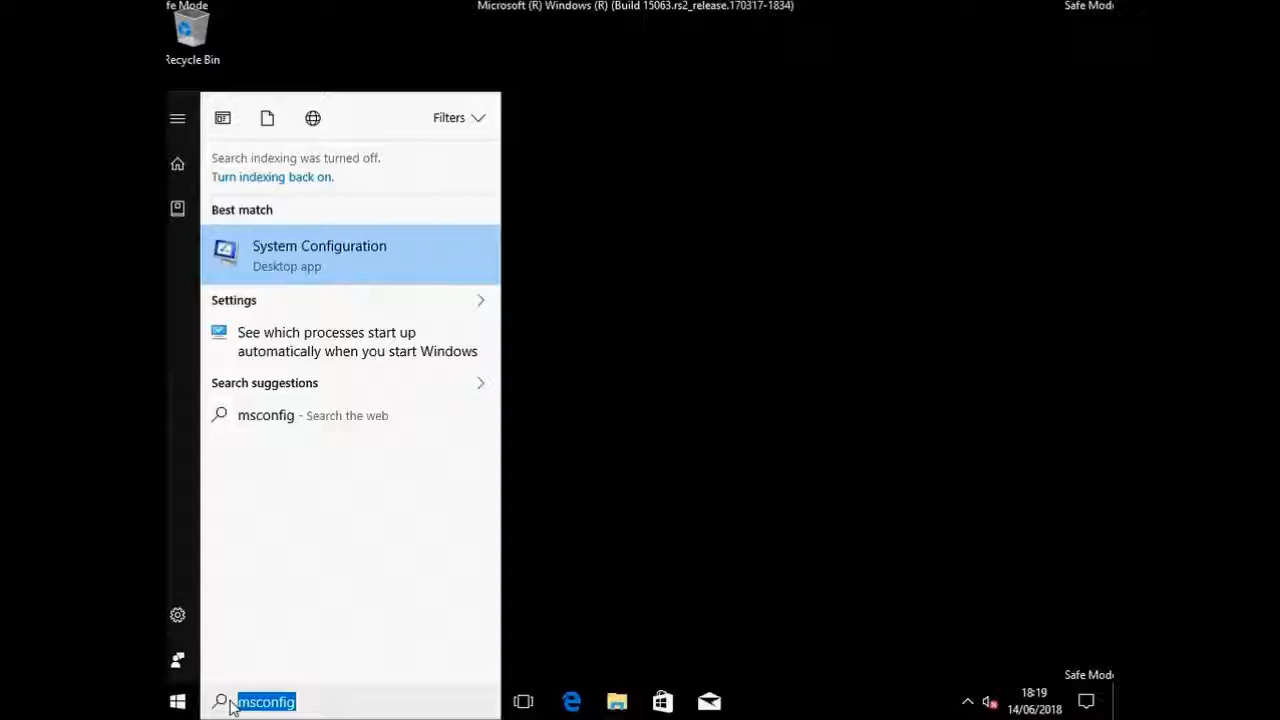 fe Mode
Microsoft (R) Windows (R) (Build 15063.rs2_release.170317-1834)
Safe Mode
Recycle Bin
Filters
Search indexing was turned off.
Turn indexing back on.
Best match
System Configuration
Desktop app
Settings
See which processes start up
automatically when you start Windows
Search suggestions
msconfig - Search the web
Safe Mode
msconfig
18:19
14/06/2018